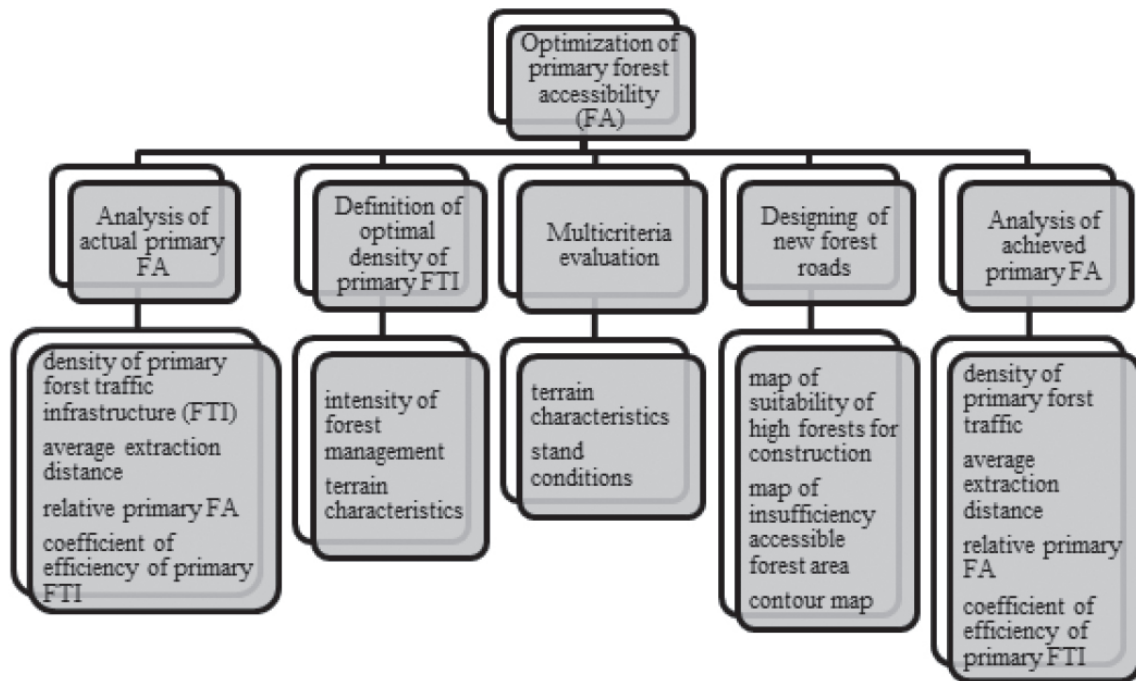 Optimization of
primary forest
accessibility
(FA)
Analysis of
actual primary
FA
Definition of
optimal
density of
primary FTI
Multicriteria
evaluation
Designing of
new forest
roads
Analysis of
achieved
primary FA
density of primary
forst traffic
infrastructure (FTI)
average extraction
distance
relative primary FA
coefficient of
efficiency of primary
FTI
intensity of
forest
management
terrain
characteristics
terrain
characteristics
stand
conditions
map of
suitability of
high forests for
construction
map of
insufficiency
accessible
forest area
contour map
density of
primary forst
traffic
average
extraction
distance
relative primary
FA
coefficient of
efficiency of
primary FTI